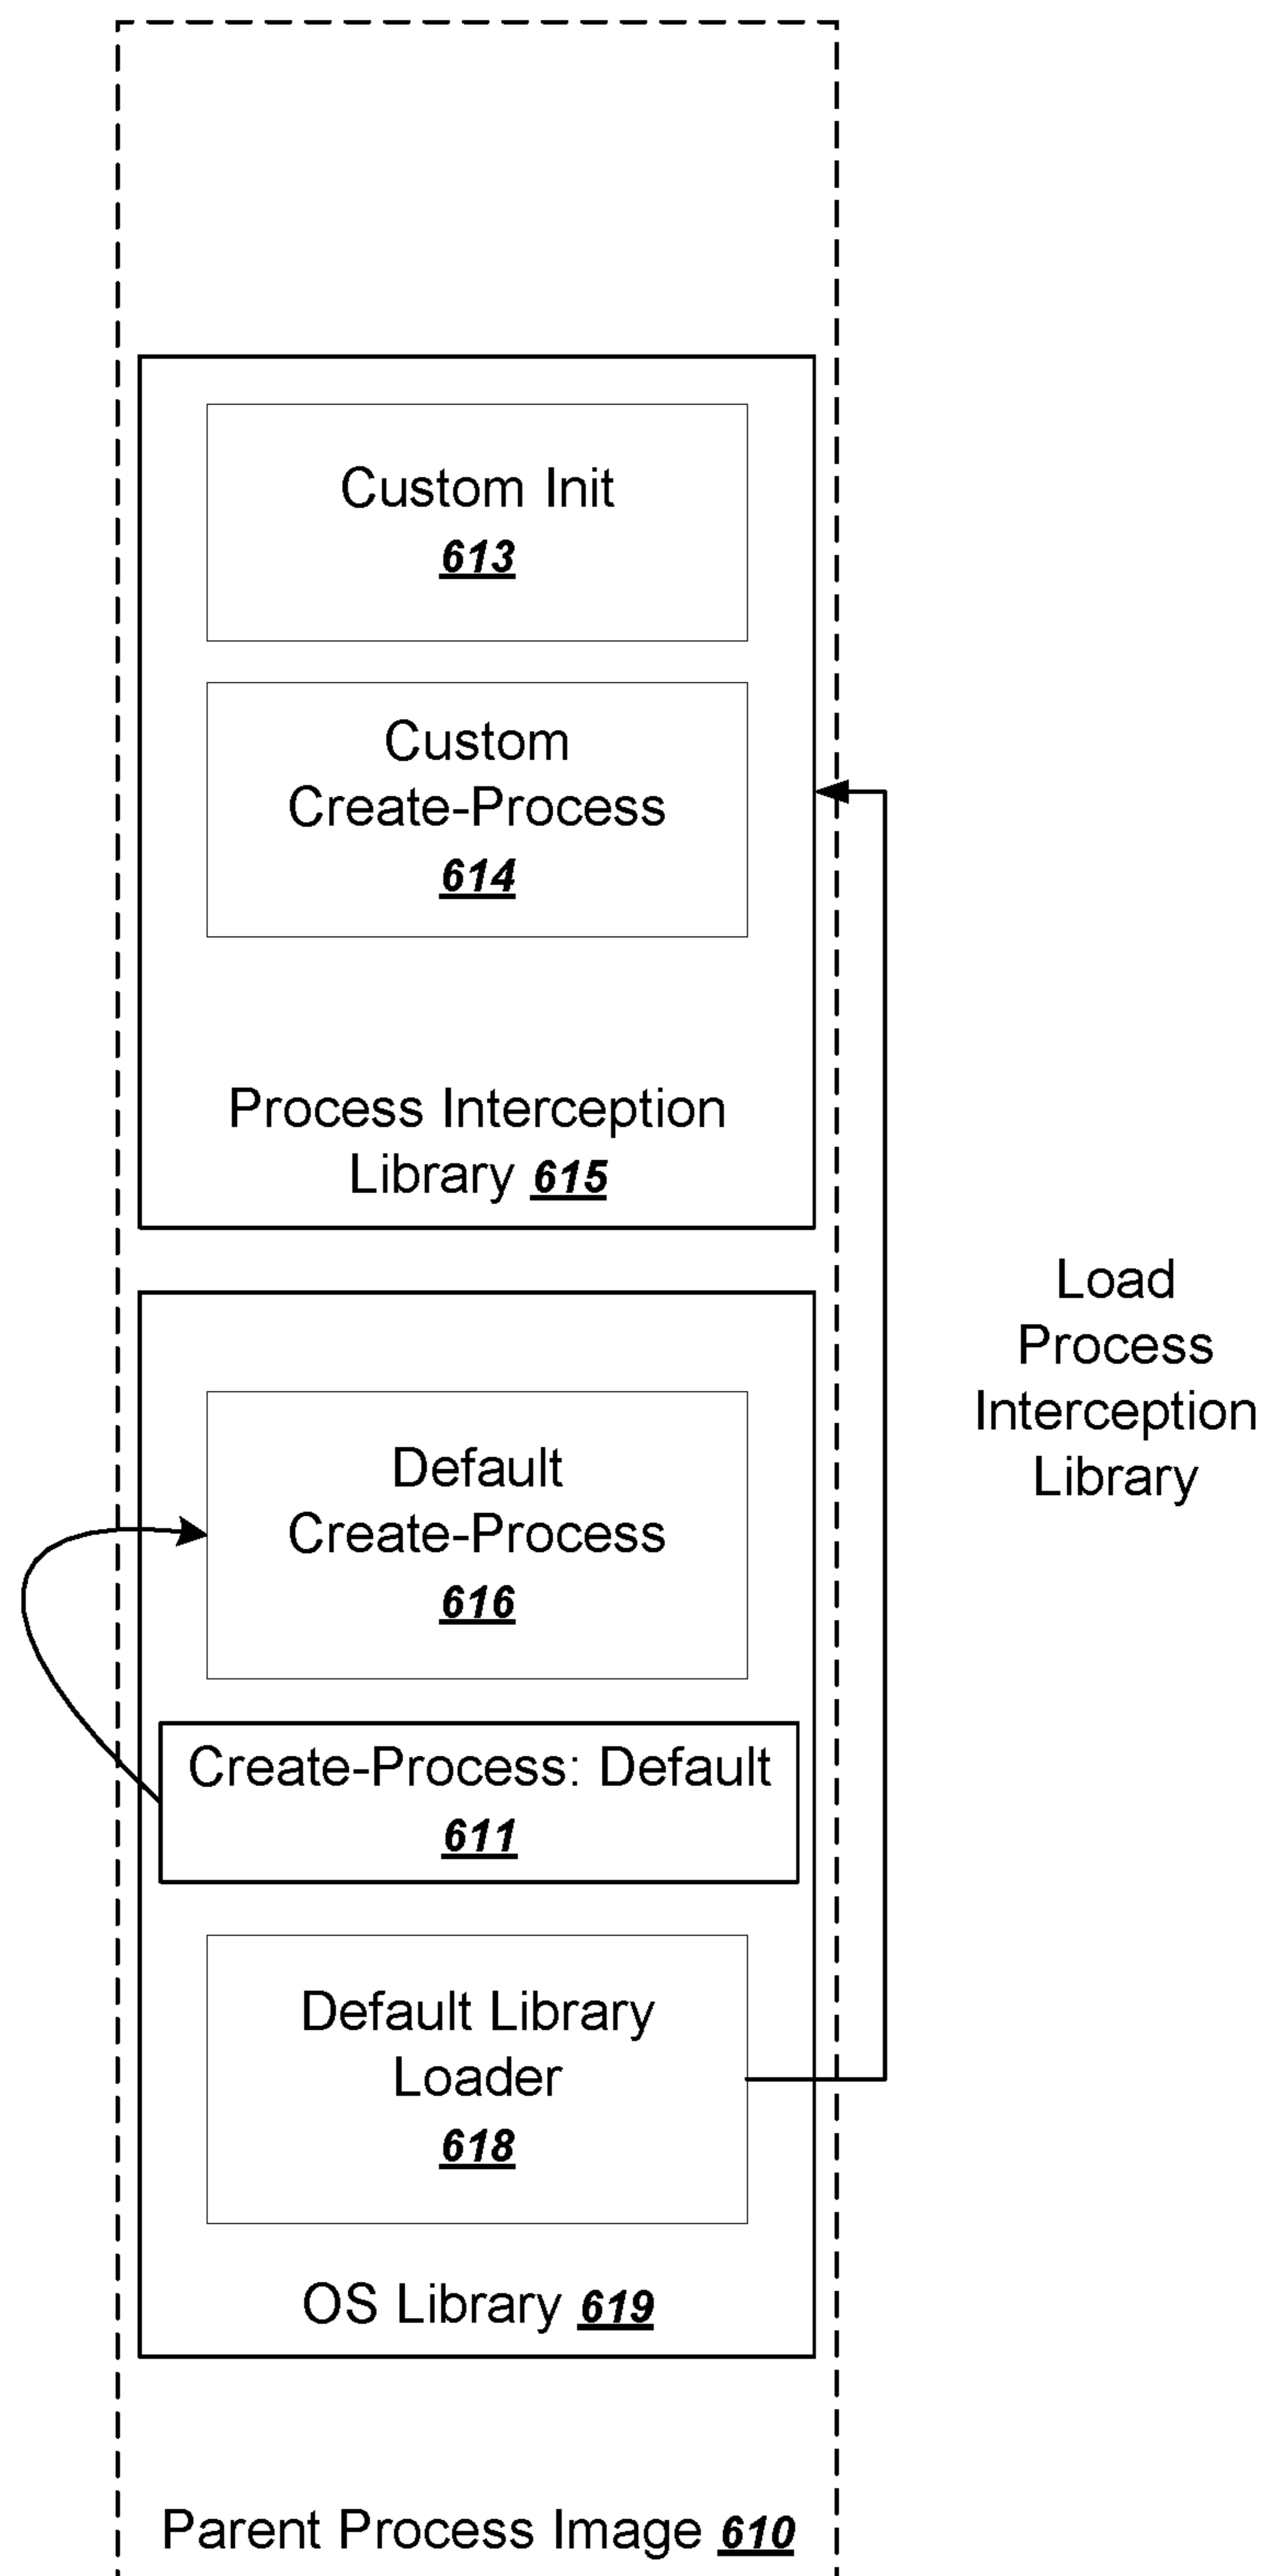 Custom Init
613
Custom
Create-Process
614
Process Interception
Library 615
Load
Process
Interception
Library
Default
Create-Process
616
Create-Process: Default
611
Default Library
Loader
618
OS Library 619
Parent Process Image 610